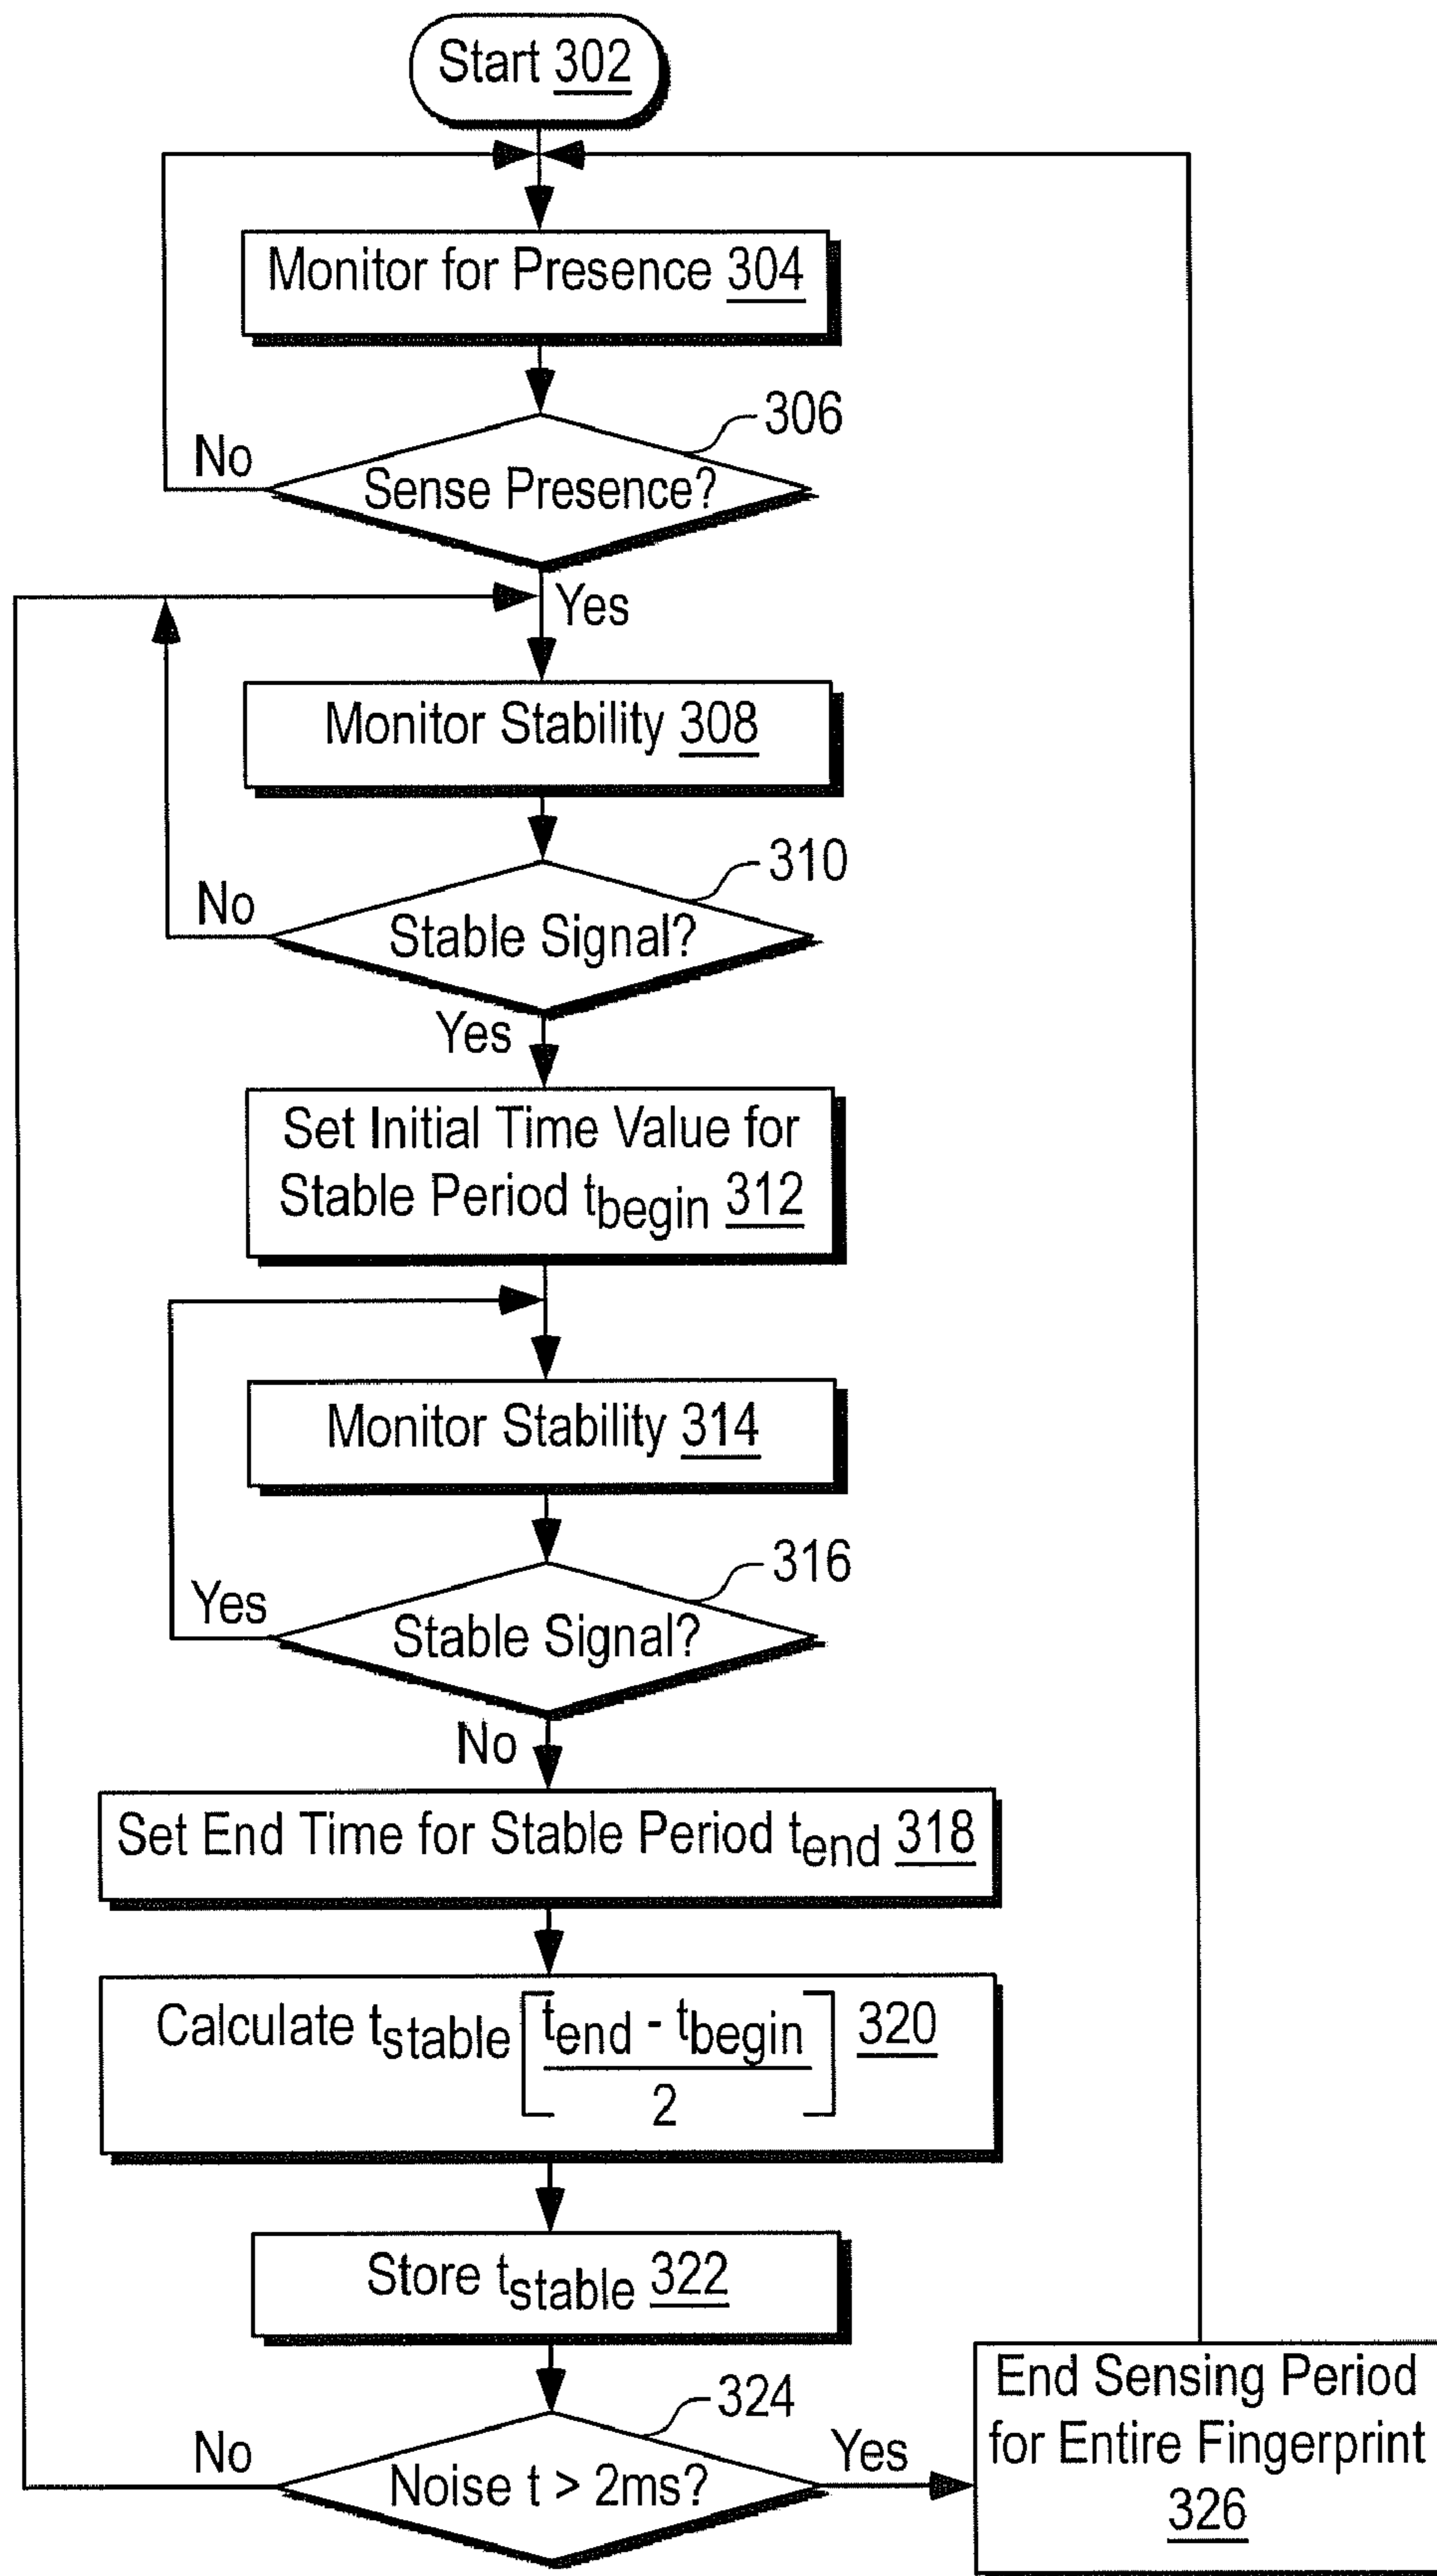 Start 302
Monitor for Presence 304
306
No
Sense Presence?
Yes
Monitor Stability 308
310
No
Stable Signal?
Yes
Set Initial Time Value for
Stable Period tbegin 312
Monitor Stability 314
316
Yes
Stable Signal?
No
Set End Time for Stable Period tend 318
Calculate tstable [tend - tbegin / 2] 320
Store tstable 322
324
No
Noise t > 2ms?
Yes
End Sensing Period
for Entire Fingerprint
326